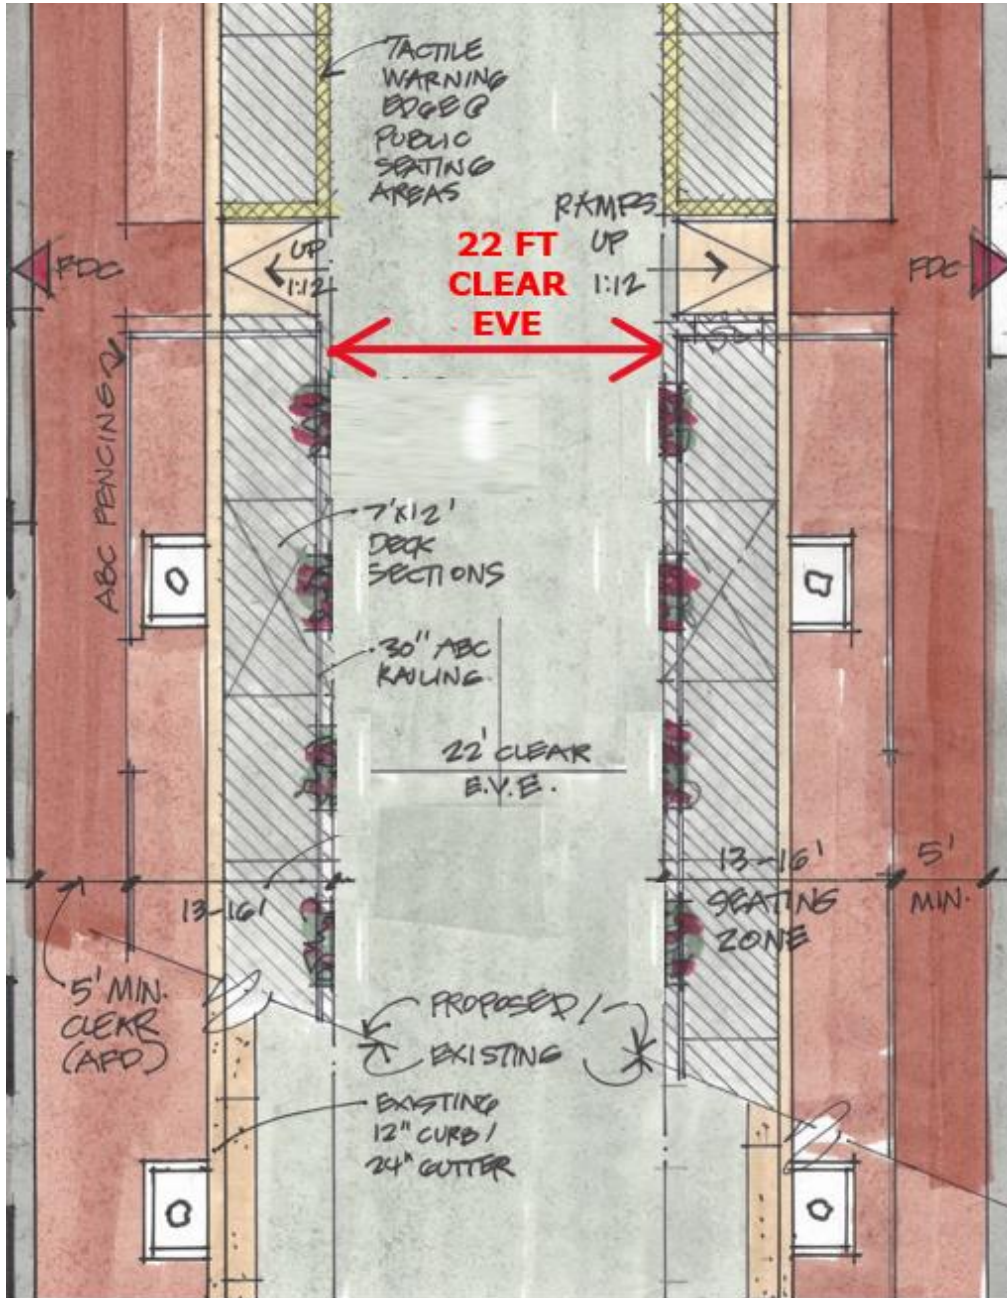 TACTILE
WARNING
EDGE @
PUBLIC
SEATING
AREAS
RAMPS
UP
1:12
UP
1:12
22 FT
CLEAR
EVE
FDC
FDC
ABC FENCING
7'x12'
DECK
SECTIONS
30" ABC
RAILING
22' CLEAR
E.V.E.
13-16'
13-16'
SEATING
ZONE
5'
MIN.
5' MIN.
CLEAR
(AFD)
PROPOSED /
EXISTING
EXISTING
12" CURB /
24" GUTTER